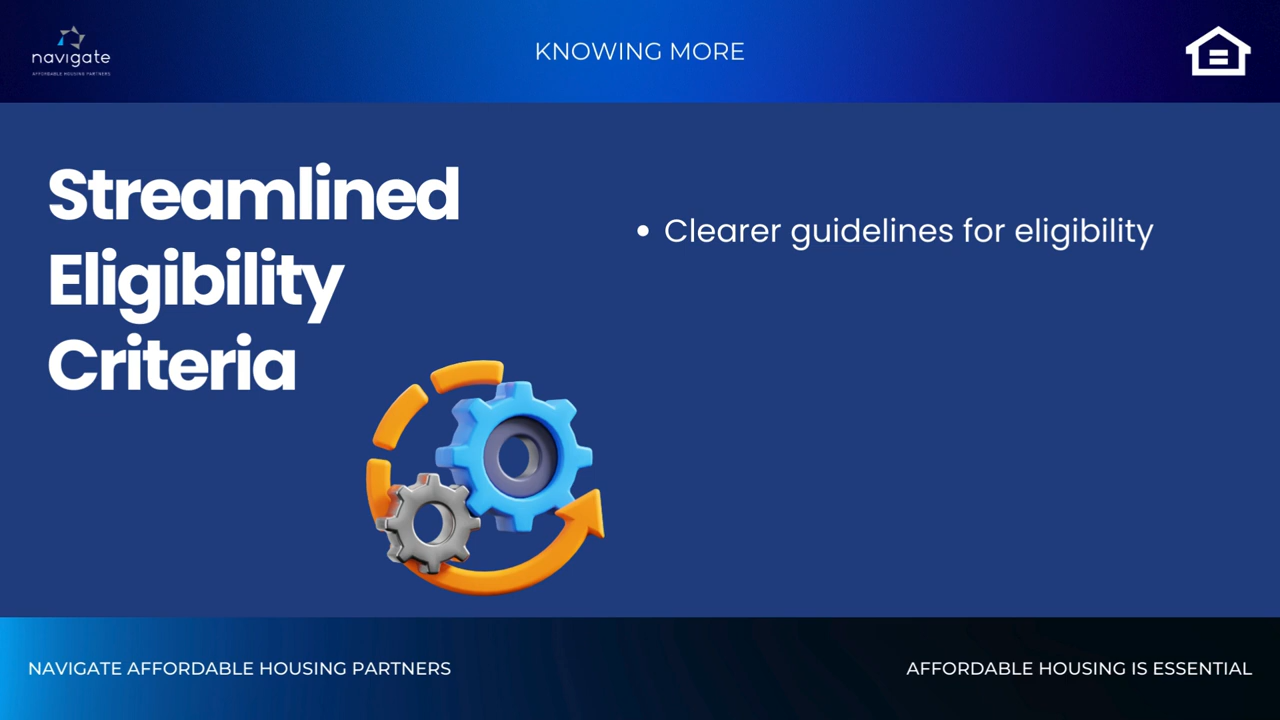 navigate
AFFORDABLE HOUSING PARTNERS
KNOWING MORE
Streamlined
Eligibility
Criteria
• Clearer guidelines for eligibility
NAVIGATE AFFORDABLE HOUSING PARTNERS
AFFORDABLE HOUSING IS ESSENTIAL